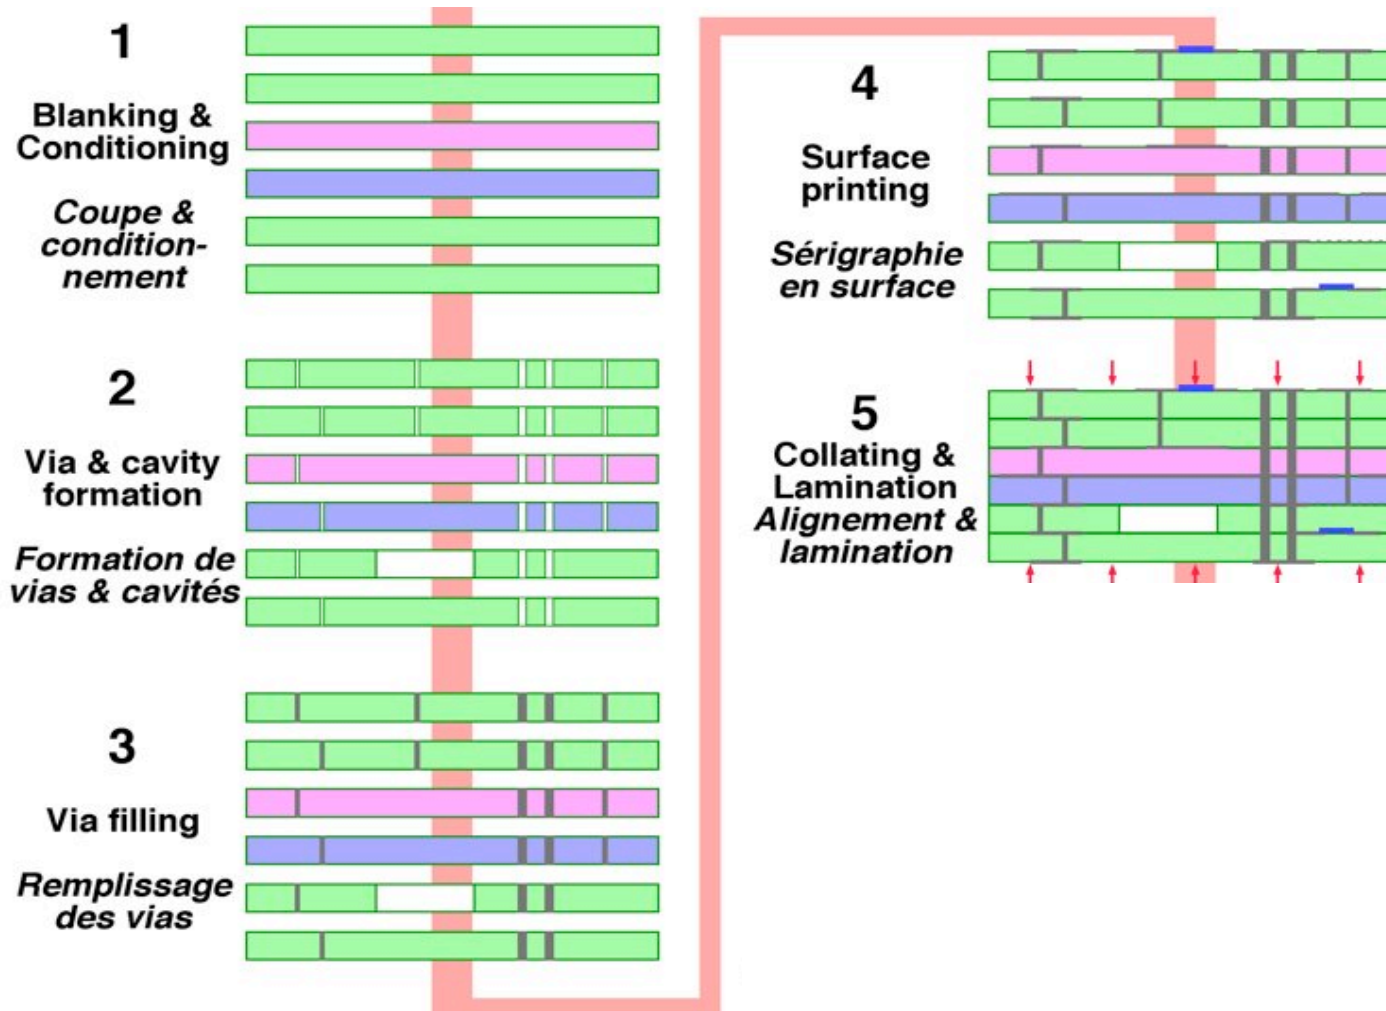 1
Blanking &
Conditioning
Coupe &
condition-
nement
2
Via & cavity
formation
Formation de
vias & cavités
3
Via filling
Remplissage
des vias
4
Surface
printing
Sérigraphie
en surface
5
Collating &
Lamination
Alignement &
lamination